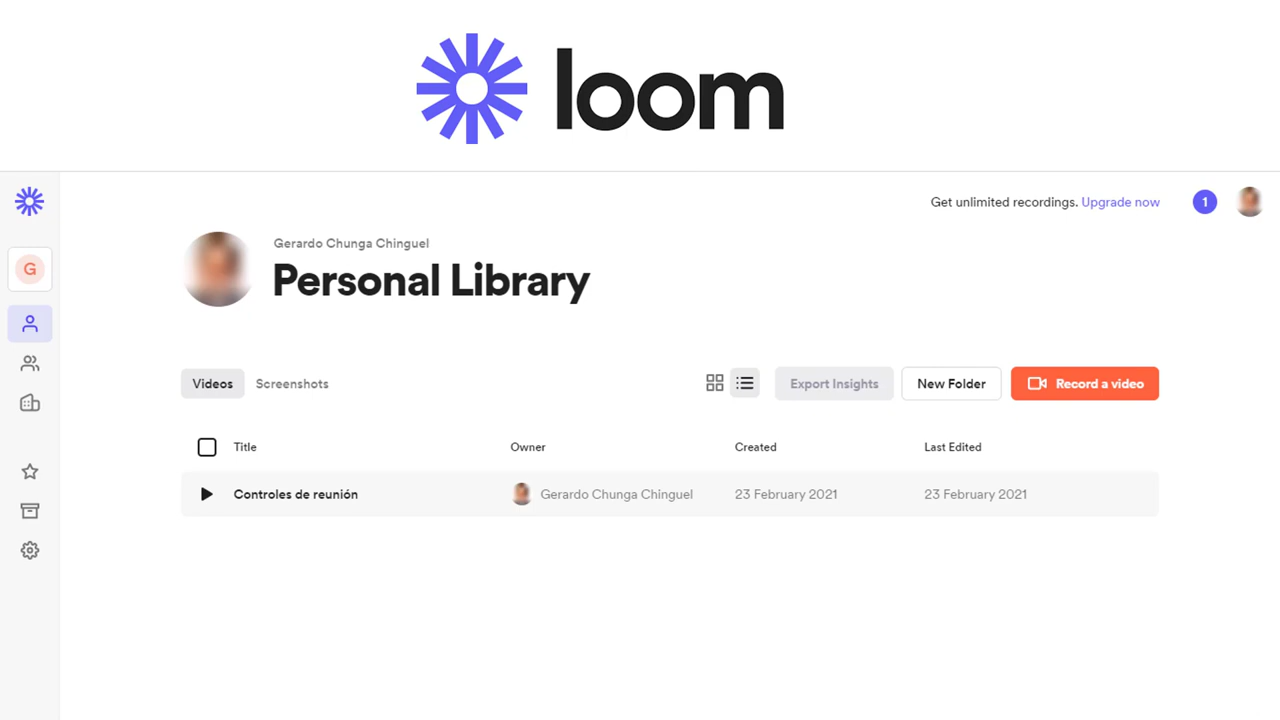 loom
Get unlimited recordings. Upgrade now
1
G
Gerardo Chunga Chinguel
Personal Library
Videos
Screenshots
Export Insights
New Folder
Record a video
Title
Owner
Created
Last Edited
Controles de reunión
Gerardo Chunga Chinguel
23 February 2021
23 February 2021